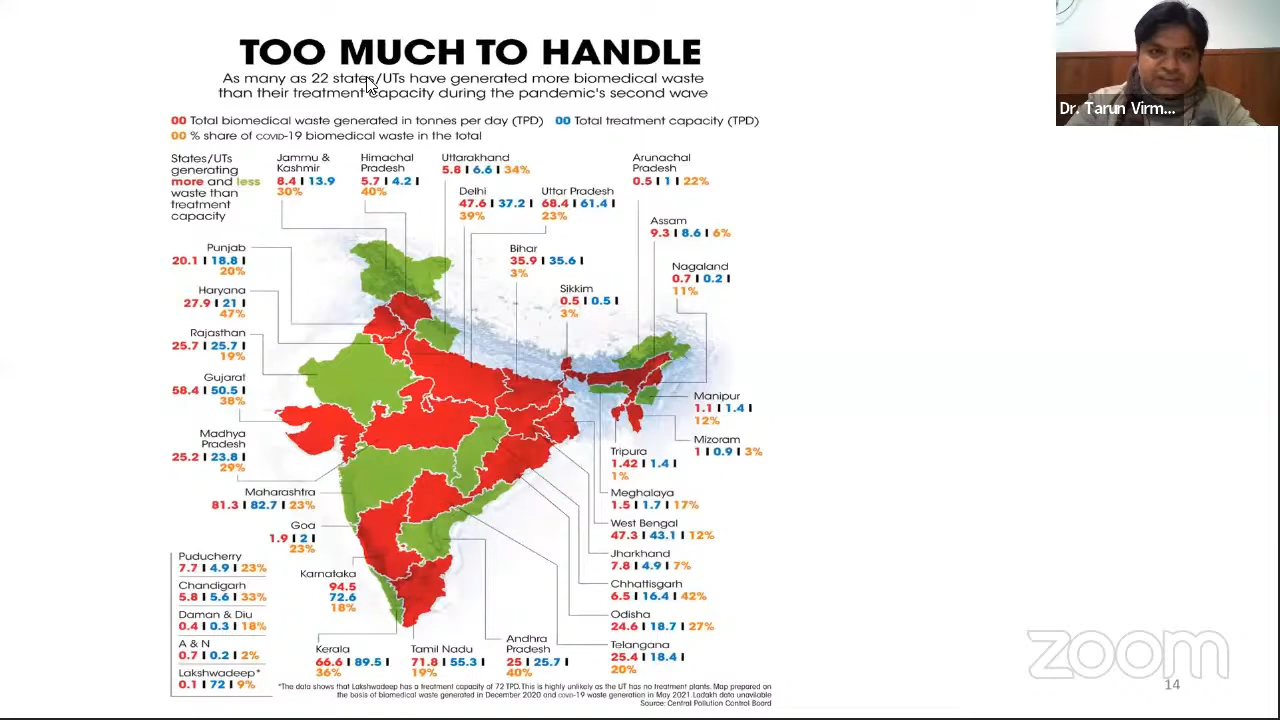 TOO MUCH TO HANDLE
As many as 22 states/UTs have generated more biomedical waste
than their treatment capacity during the pandemic's second wave
00 Total biomedical waste generated in tonnes per day (TPD) 00 Total treatment capacity (TPD)
00 % share of COVID-19 biomedical waste in the total
States/UTs
generating
more and less
waste than
treatment
capacity
Jammu &
Kashmir
8.4 I 13.9
30%
Himachal
Pradesh
5.7 I 4.2 I
40%
Uttarakhand
5.8 I 6.6 I 34%
Delhi
47.6 I 37.2 I
39%
Uttar Pradesh
68.4 I 61.4 I
23%
Arunachal
Pradesh
0.5 I 1 I 22%
Assam
9.3 I 8.6 I 6%
Bihar
35.9 I 35.6 I
3%
Nagaland
0.7 I 0.2 I
11%
Sikkim
0.5 I 0.5 I
3%
Punjab
20.1 I 18.8 I
20%
Haryana
27.9 I 21 I
47%
Rajasthan
25.7 I 25.7 I
19%
Gujarat
58.4 I 50.5 I
38%
Madhya
Pradesh
25.2 I 23.8 I
29%
Maharashtra
81.3 I 82.7 I 23%
Goa
1.9 I 2 I
23%
Karnataka
94.5
72.6
18%
Manipur
1.1 I 1.4 I
12%
Mizoram
1 I 0.9 I 3%
Tripura
1.42 I 1.4 I
1%
Meghalaya
1.5 I 1.7 I 17%
West Bengal
47.3 I 43.1 I 12%
Jharkhand
7.8 I 4.9 I 7%
Chhattisgarh
6.5 I 16.4 I 42%
Odisha
24.6 I 18.7 I 27%
Telangana
25.4 I 18.4 I
20%
Puducherry
7.7 I 4.9 I 23%
Chandigarh
5.8 I 5.6 I 33%
Daman & Diu
0.4 I 0.3 I 18%
A & N
0.7 I 0.2 I 2%
Lakshwadeep*
0.1 I 72 I 9%
Kerala
66.6 I 89.5 I
36%
Tamil Nadu
71.8 I 55.3 I
19%
Andhra
Pradesh
25 I 25.7 I
40%
*The data shows that Lakshwadeep has a treatment capacity of 72 TPD. This is highly unlikely as the UT has no treatment plants. Map prepared on
the basis of biomedical waste generated in December 2020 and COVID-19 waste generation in May 2021. Ladakh data unavailable
Source: Central Pollution Control Board
Dr. Tarun Virm...
zoom
14